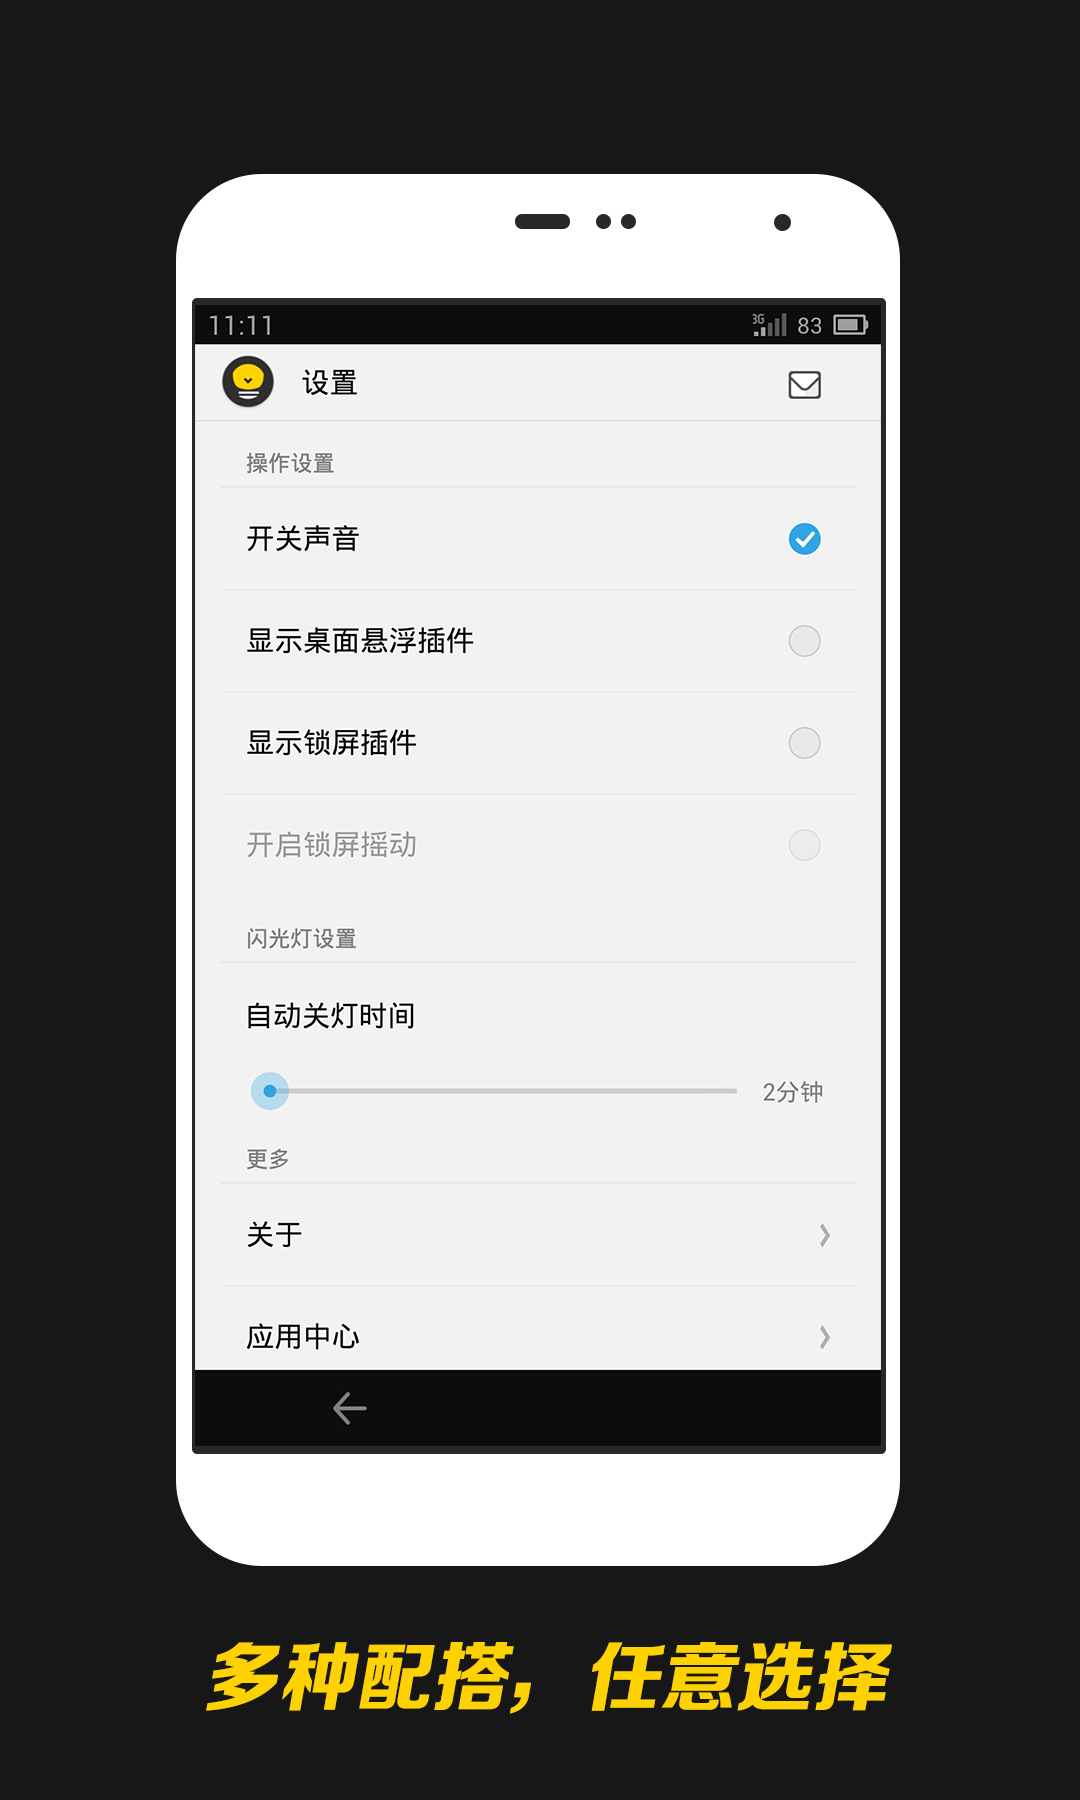 11:11
3G 83
设置
操作设置
开关声音
显示桌面悬浮插件
显示锁屏插件
开启锁屏摇动
闪光灯设置
自动关灯时间
2分钟
更多
关于
应用中心
多种配搭，任意选择